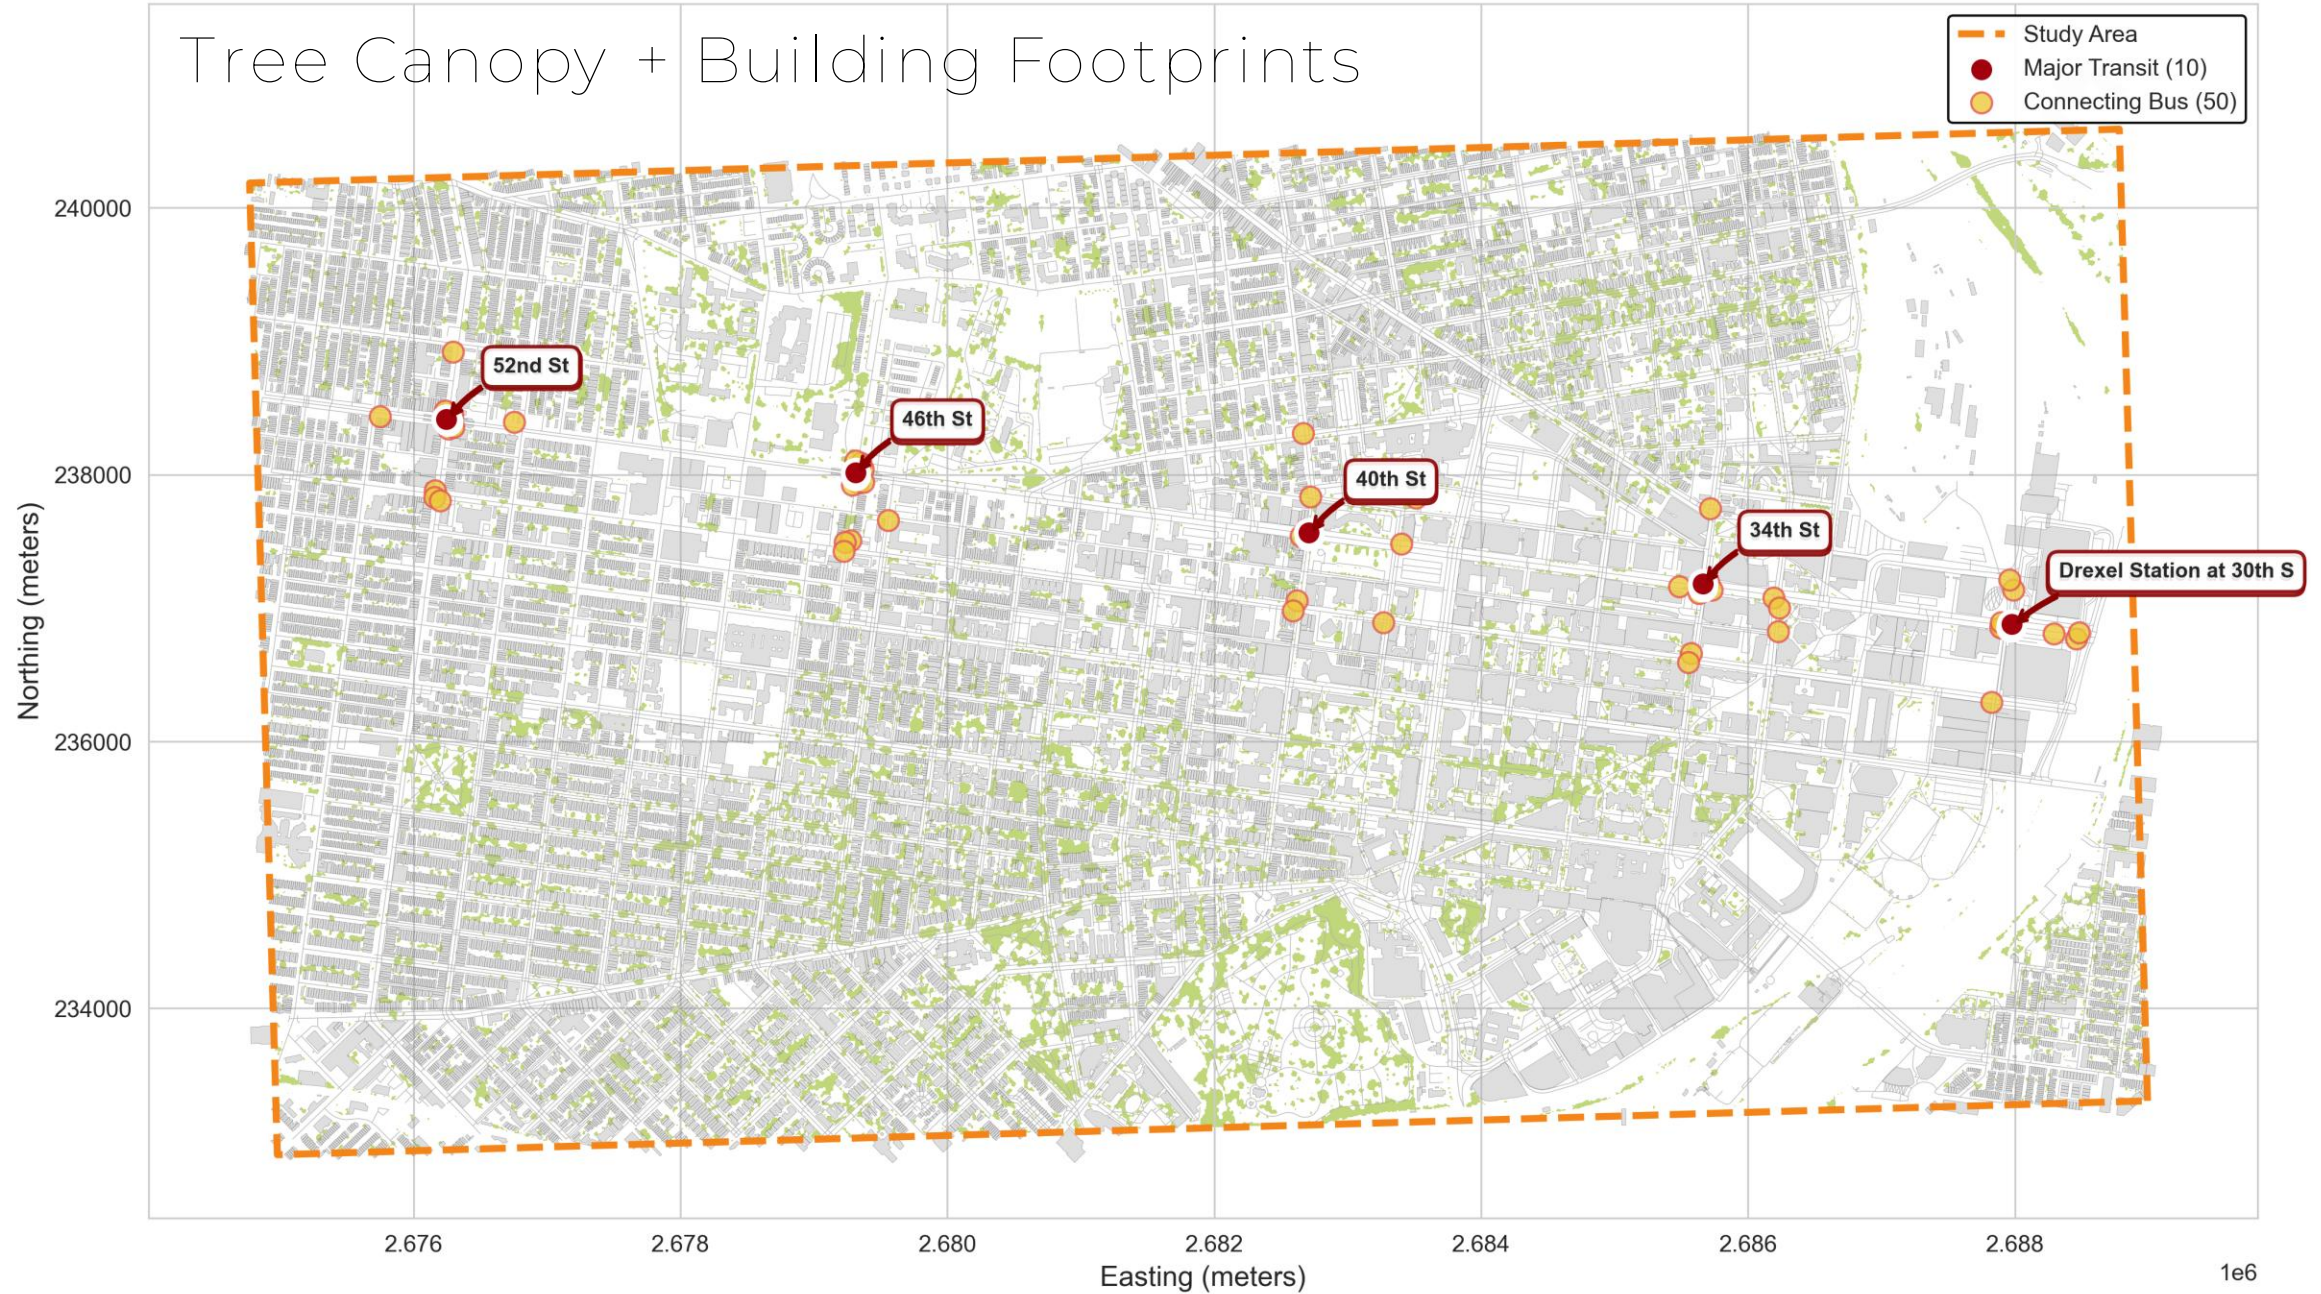 Tree Canopy + Building Footprints
Study Area
Major Transit (10)
Connecting Bus (50)
240000
238000
236000
234000
Northing (meters)
52nd St
46th St
40th St
34th St
Drexel Station at 30th S
2.676
2.678
2.680
2.682
2.684
2.686
2.688
1e6
Easting (meters)